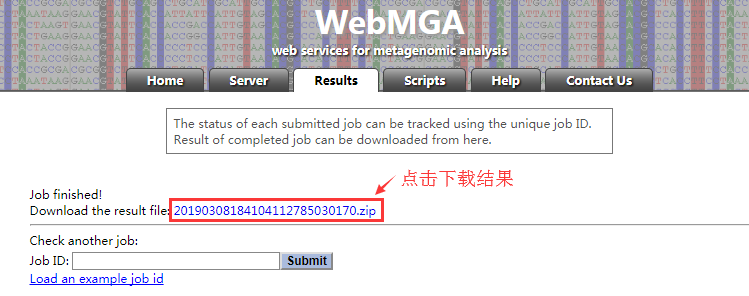 WebMGA
web services for metagenomic analysis
Home Server Results Scripts Help Contact Us
The status of each submitted job can be tracked using the unique job ID.
Result of completed job can be downloaded from here.
点击下载结果
Job finished!
Download the result file: 20190308184104112785030170.zip
Check another job:
Job ID: Submit
Load an example job id